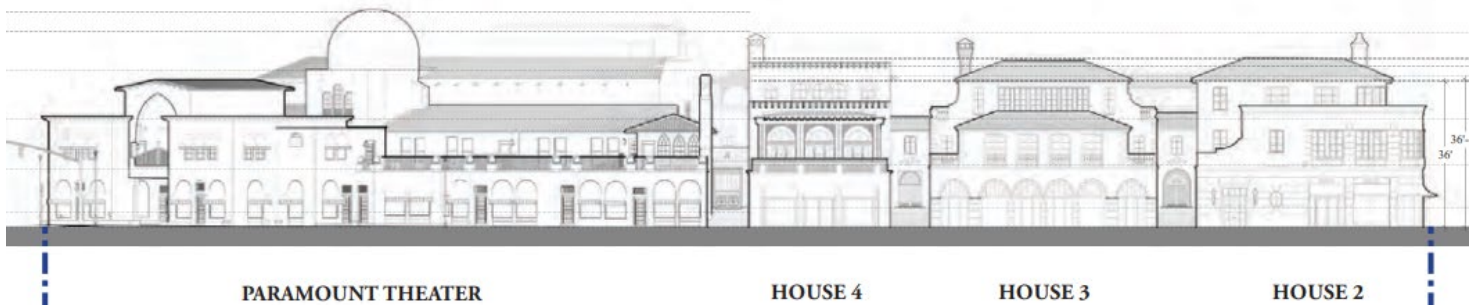 36'
36'
PARAMOUNT THEATER
HOUSE 4
HOUSE 3
HOUSE 2